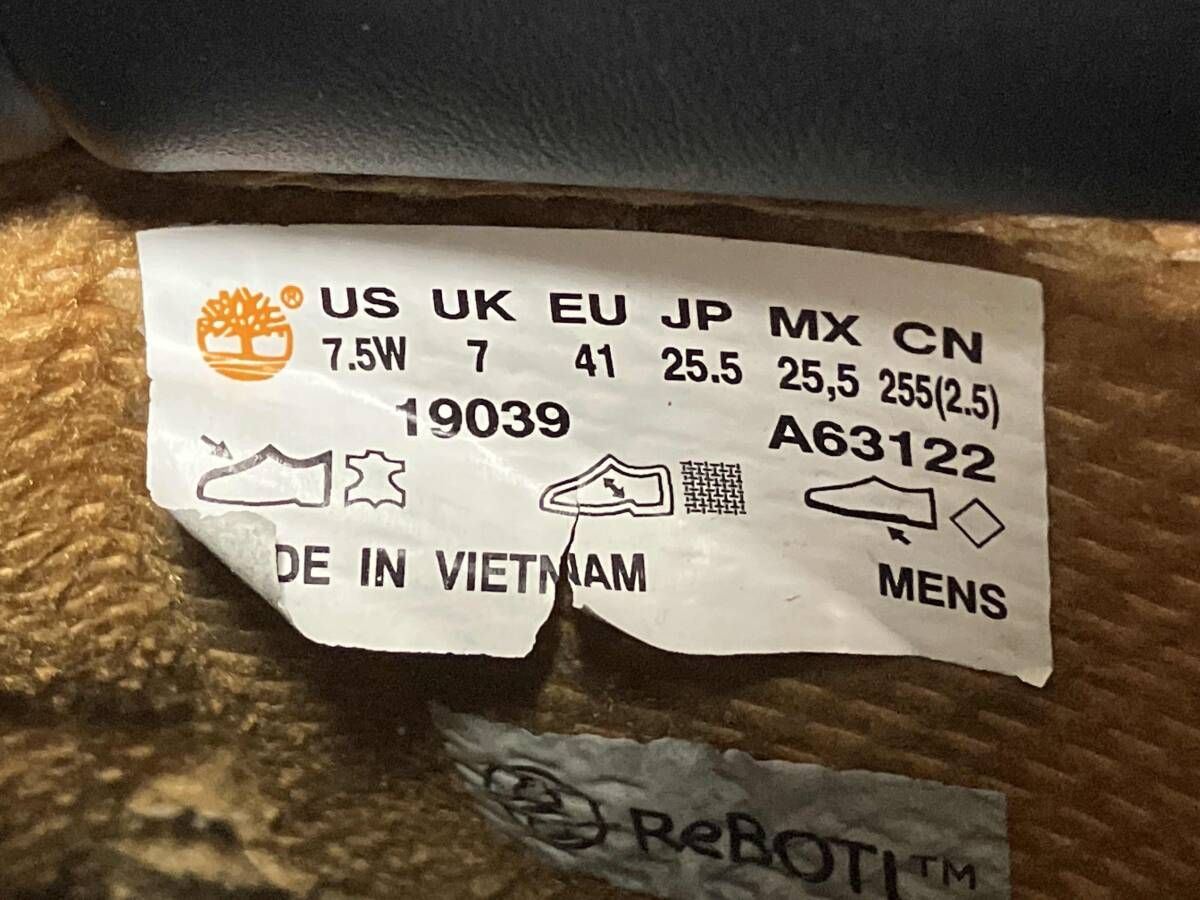 ® US UK EU JP MX CN
7.5W 7 41 25.5 25,5 255(2.5)
19039 A63122
DE IN VIETNAM
MENS
ReBOTL™